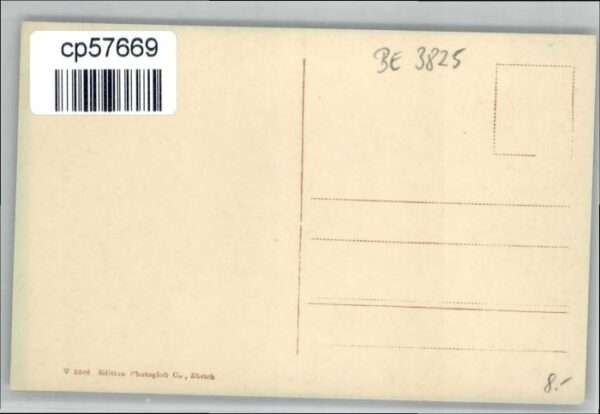 cp57669
BE 3825
Edition Photoglob Co., Zürich
8.-